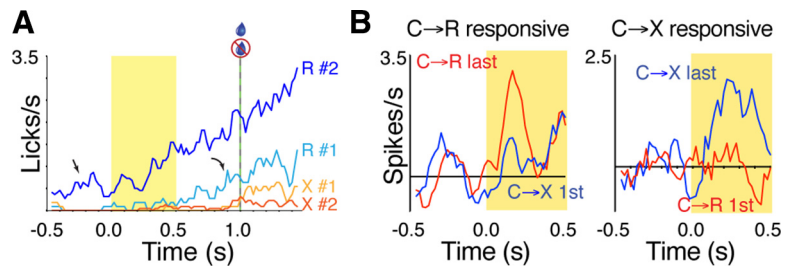 A
3.5
Licks/s
R #2
R #1
X #1
X #2
-0.5 0.0 0.5 1.0
Time (s)
B
C→R responsive
3.5
C→R last
Spikes/s
C→X 1st
-0.5 0.0 0.5
Time (s)
C→X responsive
2.5
C→X last
C→R 1st
-0.5 0.0 0.5
Time (s)